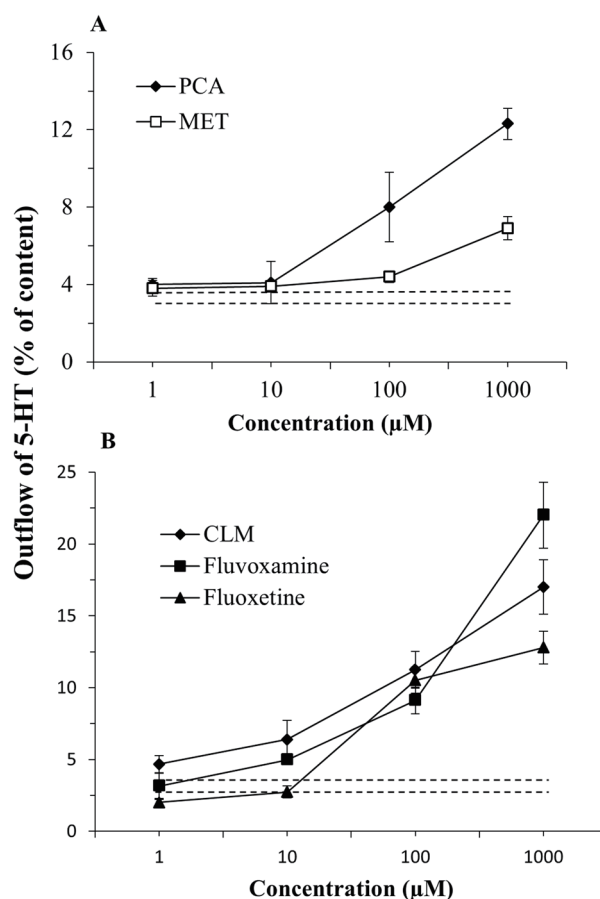 A
16
12
8
4
0
PCA
MET
1 10 100 1000
Concentration (μM)
Outflow of 5-HT (% of content)
B
25
20
15
10
5
0
CLM
Fluvoxamine
Fluoxetine
1 10 100 1000
Concentration (μM)